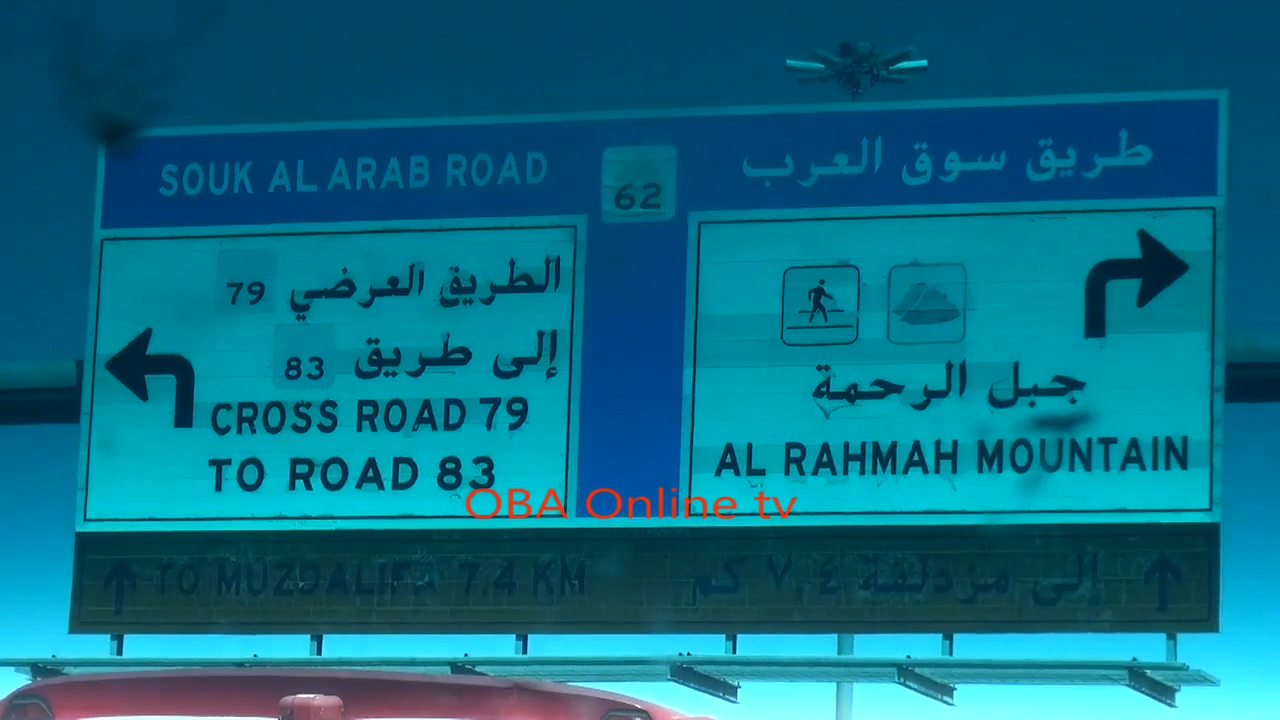 SOUK AL ARAB ROAD
62
طريق سوق العرب
الطريق العرضي 79
إلى طريق 83
CROSS ROAD 79
TO ROAD 83
جبل الرحمة
AL RAHMAH MOUNTAIN
OBA Online tv
TO MUZDALIFA 7.4 KM
إلى مزدلفة ٧,٤ كم